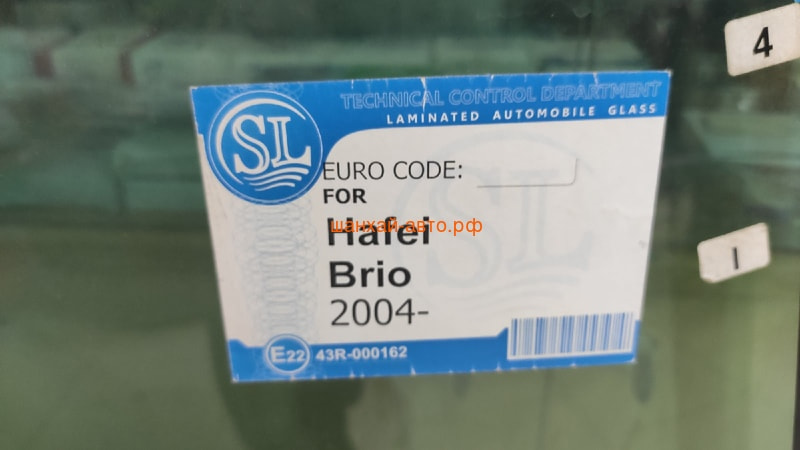 4
SL
TECHNICAL CONTROL DEPARTMENT
LAMINATED AUTOMOBILE GLASS
EURO CODE:
FOR
шанхай-авто.рф
Hafei
Brio
2004-
E22 43R-000162
I